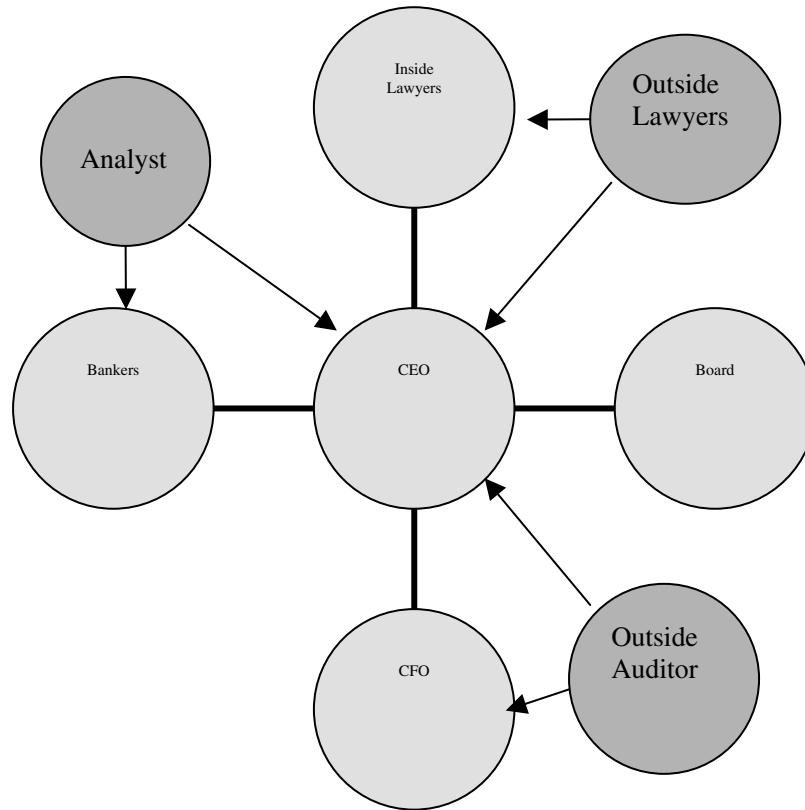 Inside
Lawyers
Outside
Lawyers
Analyst
Bankers
CEO
Board
Outside
Auditor
CFO